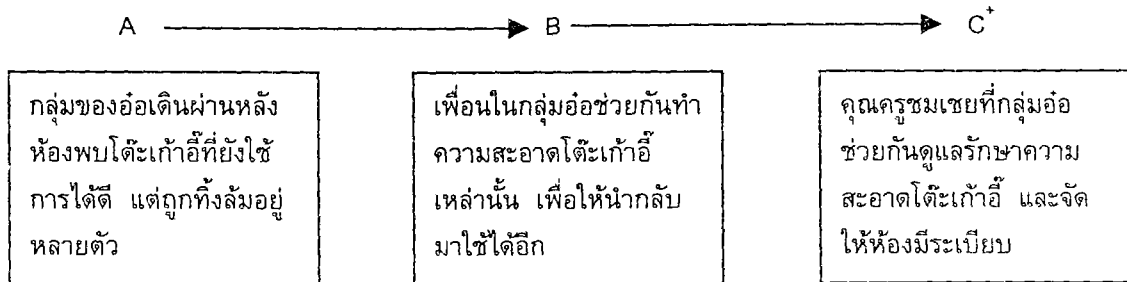 A B C+
กลุ่มของอ๋อเดินผ่านหลัง
ห้องพบโต๊ะเก้าอี้ที่ยังใช้
การได้ดี แต่ถูกทิ้งล้มอยู่
หลายตัว
เพื่อนในกลุ่มอ๋อช่วยกันทำ
ความสะอาดโต๊ะเก้าอี้
เหล่านั้น เพื่อให้นำกลับ
มาใช้ได้อีก
คุณครูชมเชยที่กลุ่มอ๋อ
ช่วยกันดูแลรักษาความ
สะอาดโต๊ะเก้าอี้ และจัด
ให้ห้องมีระเบียบ